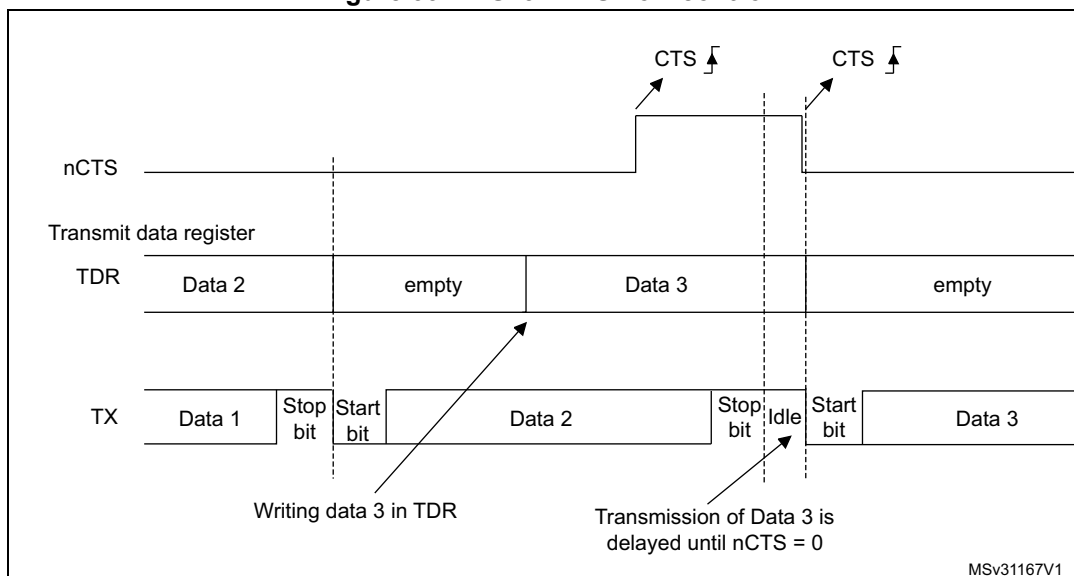 CTS CTS
nCTS
Transmit data register
TDR Data 2 empty Data 3 empty
TX Data 1 Stop bit Start bit Data 2 Stop bit Idle Start bit Data 3
Writing data 3 in TDR
Transmission of Data 3 is
delayed until nCTS = 0
MSv31167V1